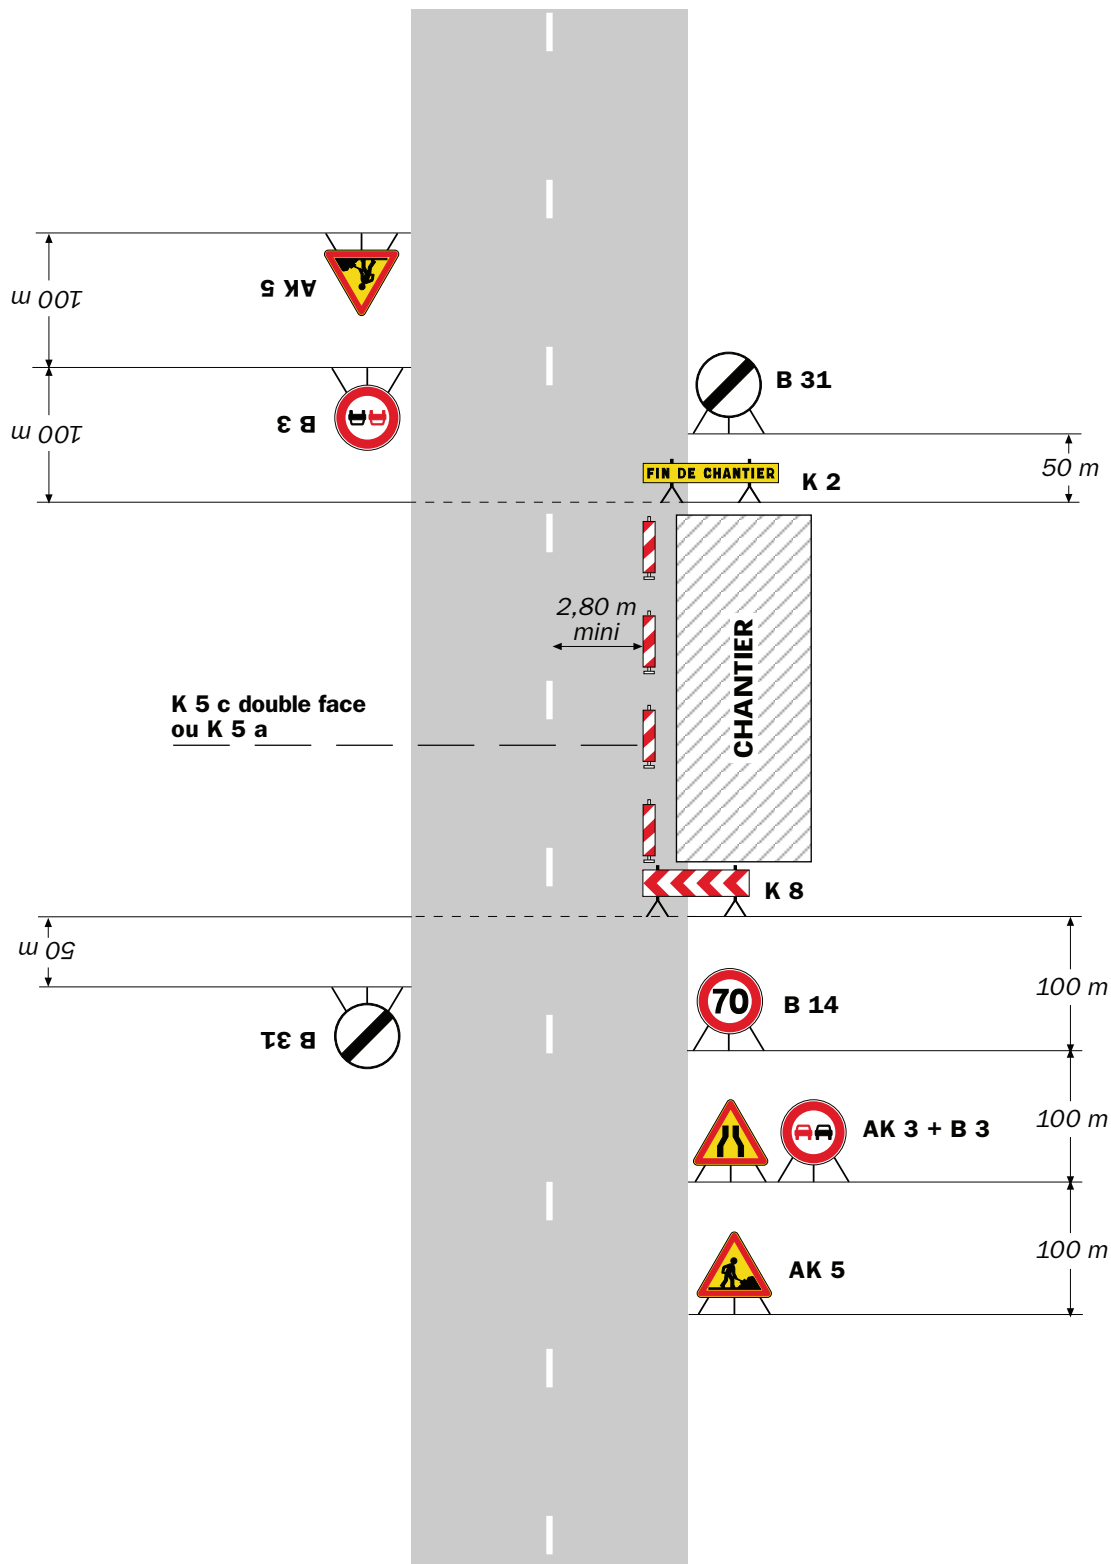 AK 5
100 m
B 3
100 m
B 31
FIN DE CHANTIER
K 2
50 m
2,80 m
mini
CHANTIER
K 5 c double face
ou K 5 a
K 8
50 m
B 31
70
B 14
100 m
AK 3 + B 3
100 m
AK 5
100 m